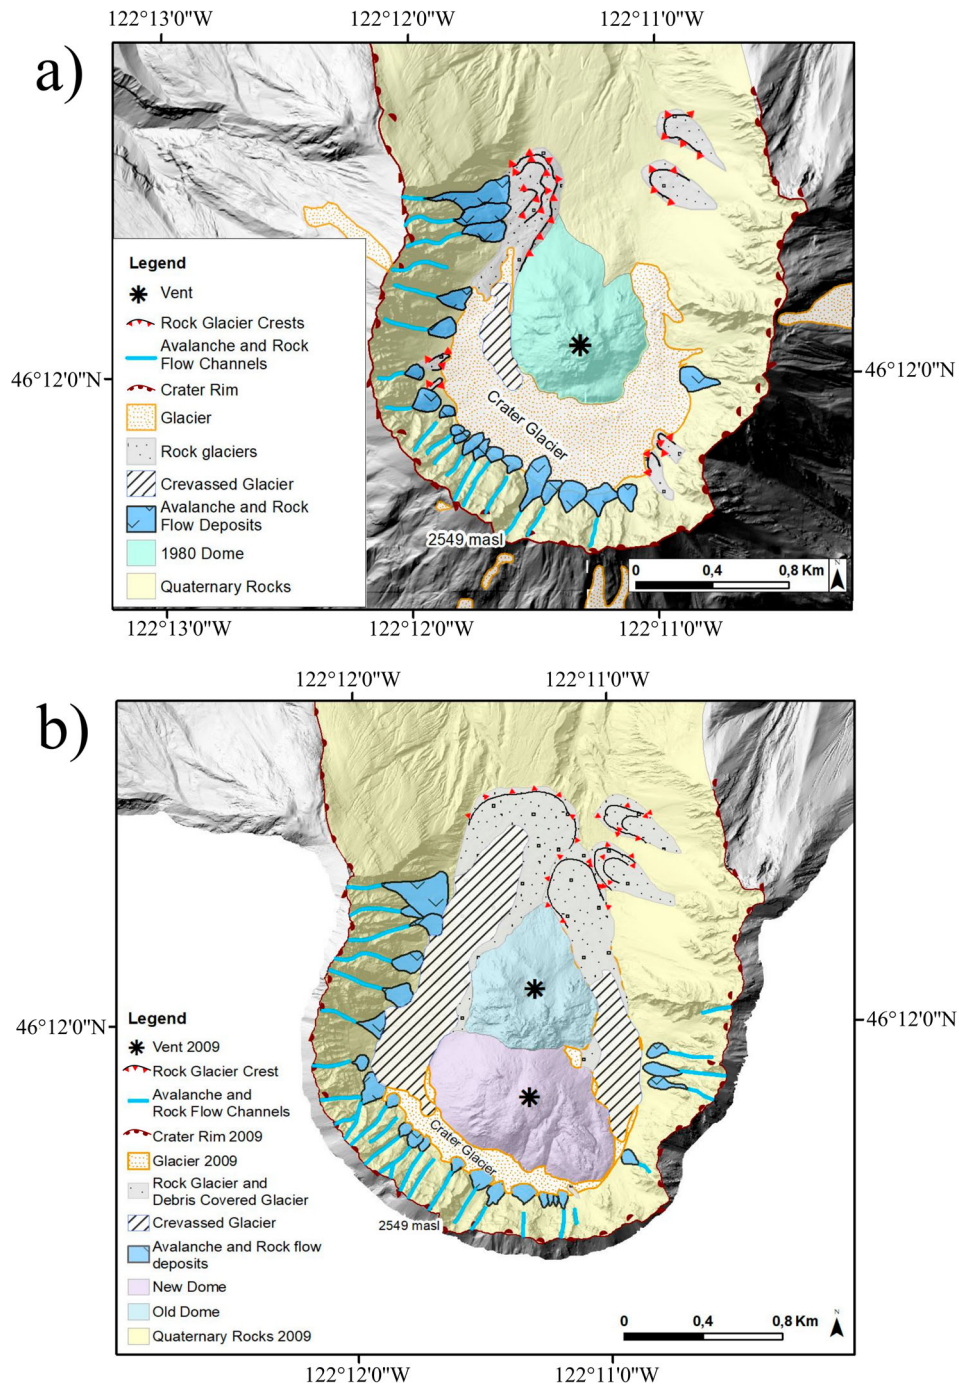 122°13'0"W 122°12'0"W 122°11'0"W
a)
46°12'0"N
46°12'0"N
Legend
Vent
Rock Glacier Crests
Avalanche and Rock
Flow Channels
Crater Rim
Glacier
Rock glaciers
Crevassed Glacier
Avalanche and Rock
Flow Deposits
1980 Dome
Quaternary Rocks
Crater Glacier
2549 masl
0 0,4 0,8 Km
N
122°13'0"W 122°12'0"W 122°11'0"W
122°12'0"W 122°11'0"W
b)
46°12'0"N
46°12'0"N
Legend
Vent 2009
Rock Glacier Crest
Avalanche and
Rock Flow Channels
Crater Rim 2009
Glacier 2009
Rock Glacier and
Debris Covered Glacier
Crevassed Glacier
Avalanche and Rock flow
deposits
New Dome
Old Dome
Quaternary Rocks 2009
Crater Glacier
2549 masl
0 0,4 0,8 Km
N
122°12'0"W 122°11'0"W